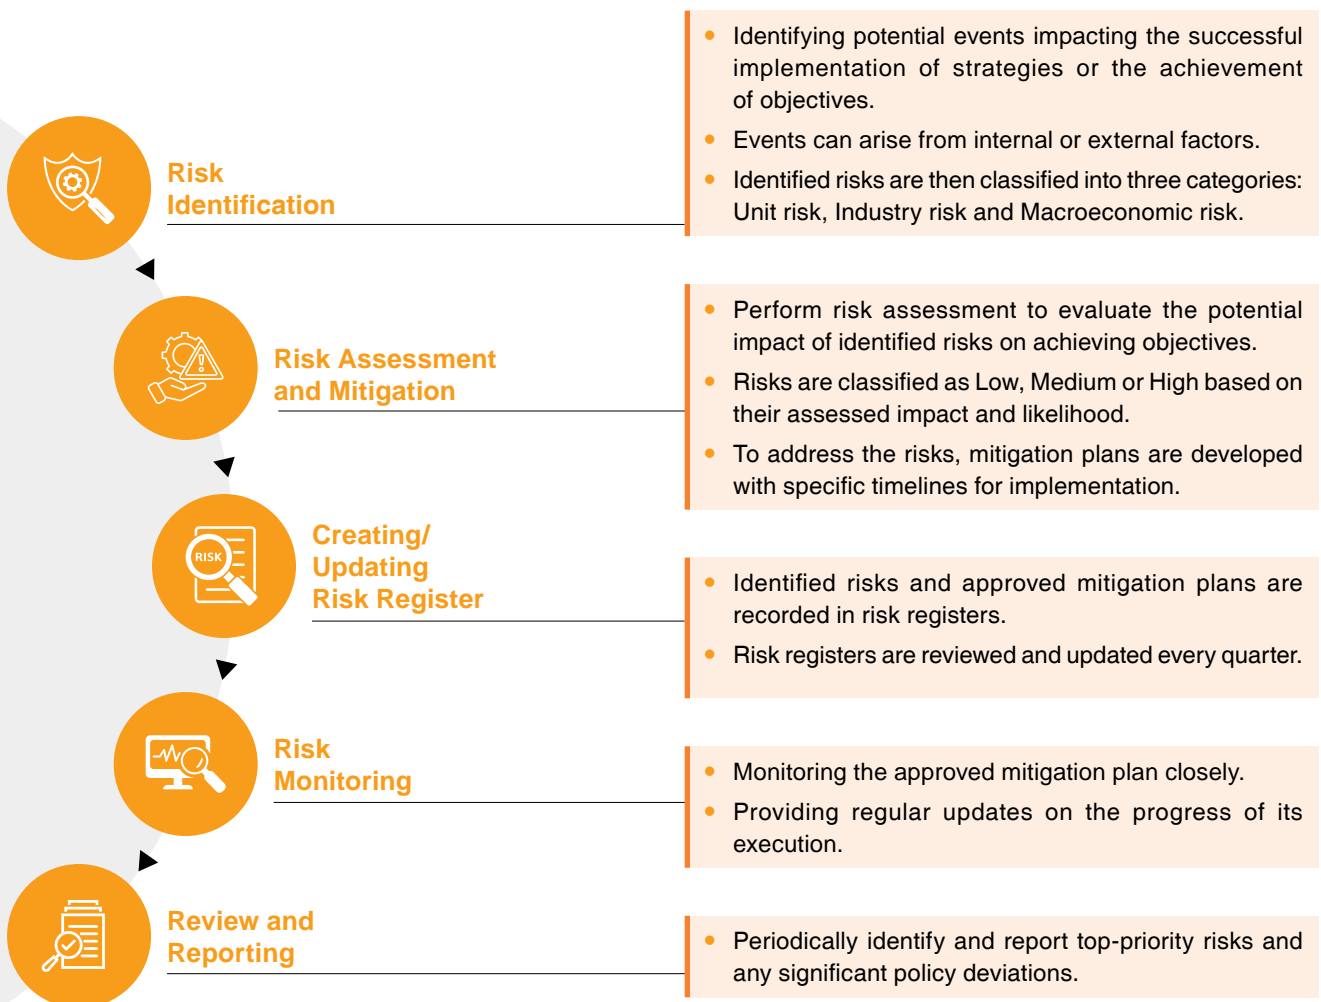 Risk
Identification
Identifying potential events impacting the successful
implementation of strategies or the achievement
of objectives.
Events can arise from internal or external factors.
Identified risks are then classified into three categories:
Unit risk, Industry risk and Macroeconomic risk.
Risk Assessment
and Mitigation
Perform risk assessment to evaluate the potential
impact of identified risks on achieving objectives.
Risks are classified as Low, Medium or High based on
their assessed impact and likelihood.
To address the risks, mitigation plans are developed
with specific timelines for implementation.
RISK
Creating/
Updating
Risk Register
Identified risks and approved mitigation plans are
recorded in risk registers.
Risk registers are reviewed and updated every quarter.
Risk
Monitoring
Monitoring the approved mitigation plan closely.
Providing regular updates on the progress of its
execution.
Review and
Reporting
Periodically identify and report top-priority risks and
any significant policy deviations.